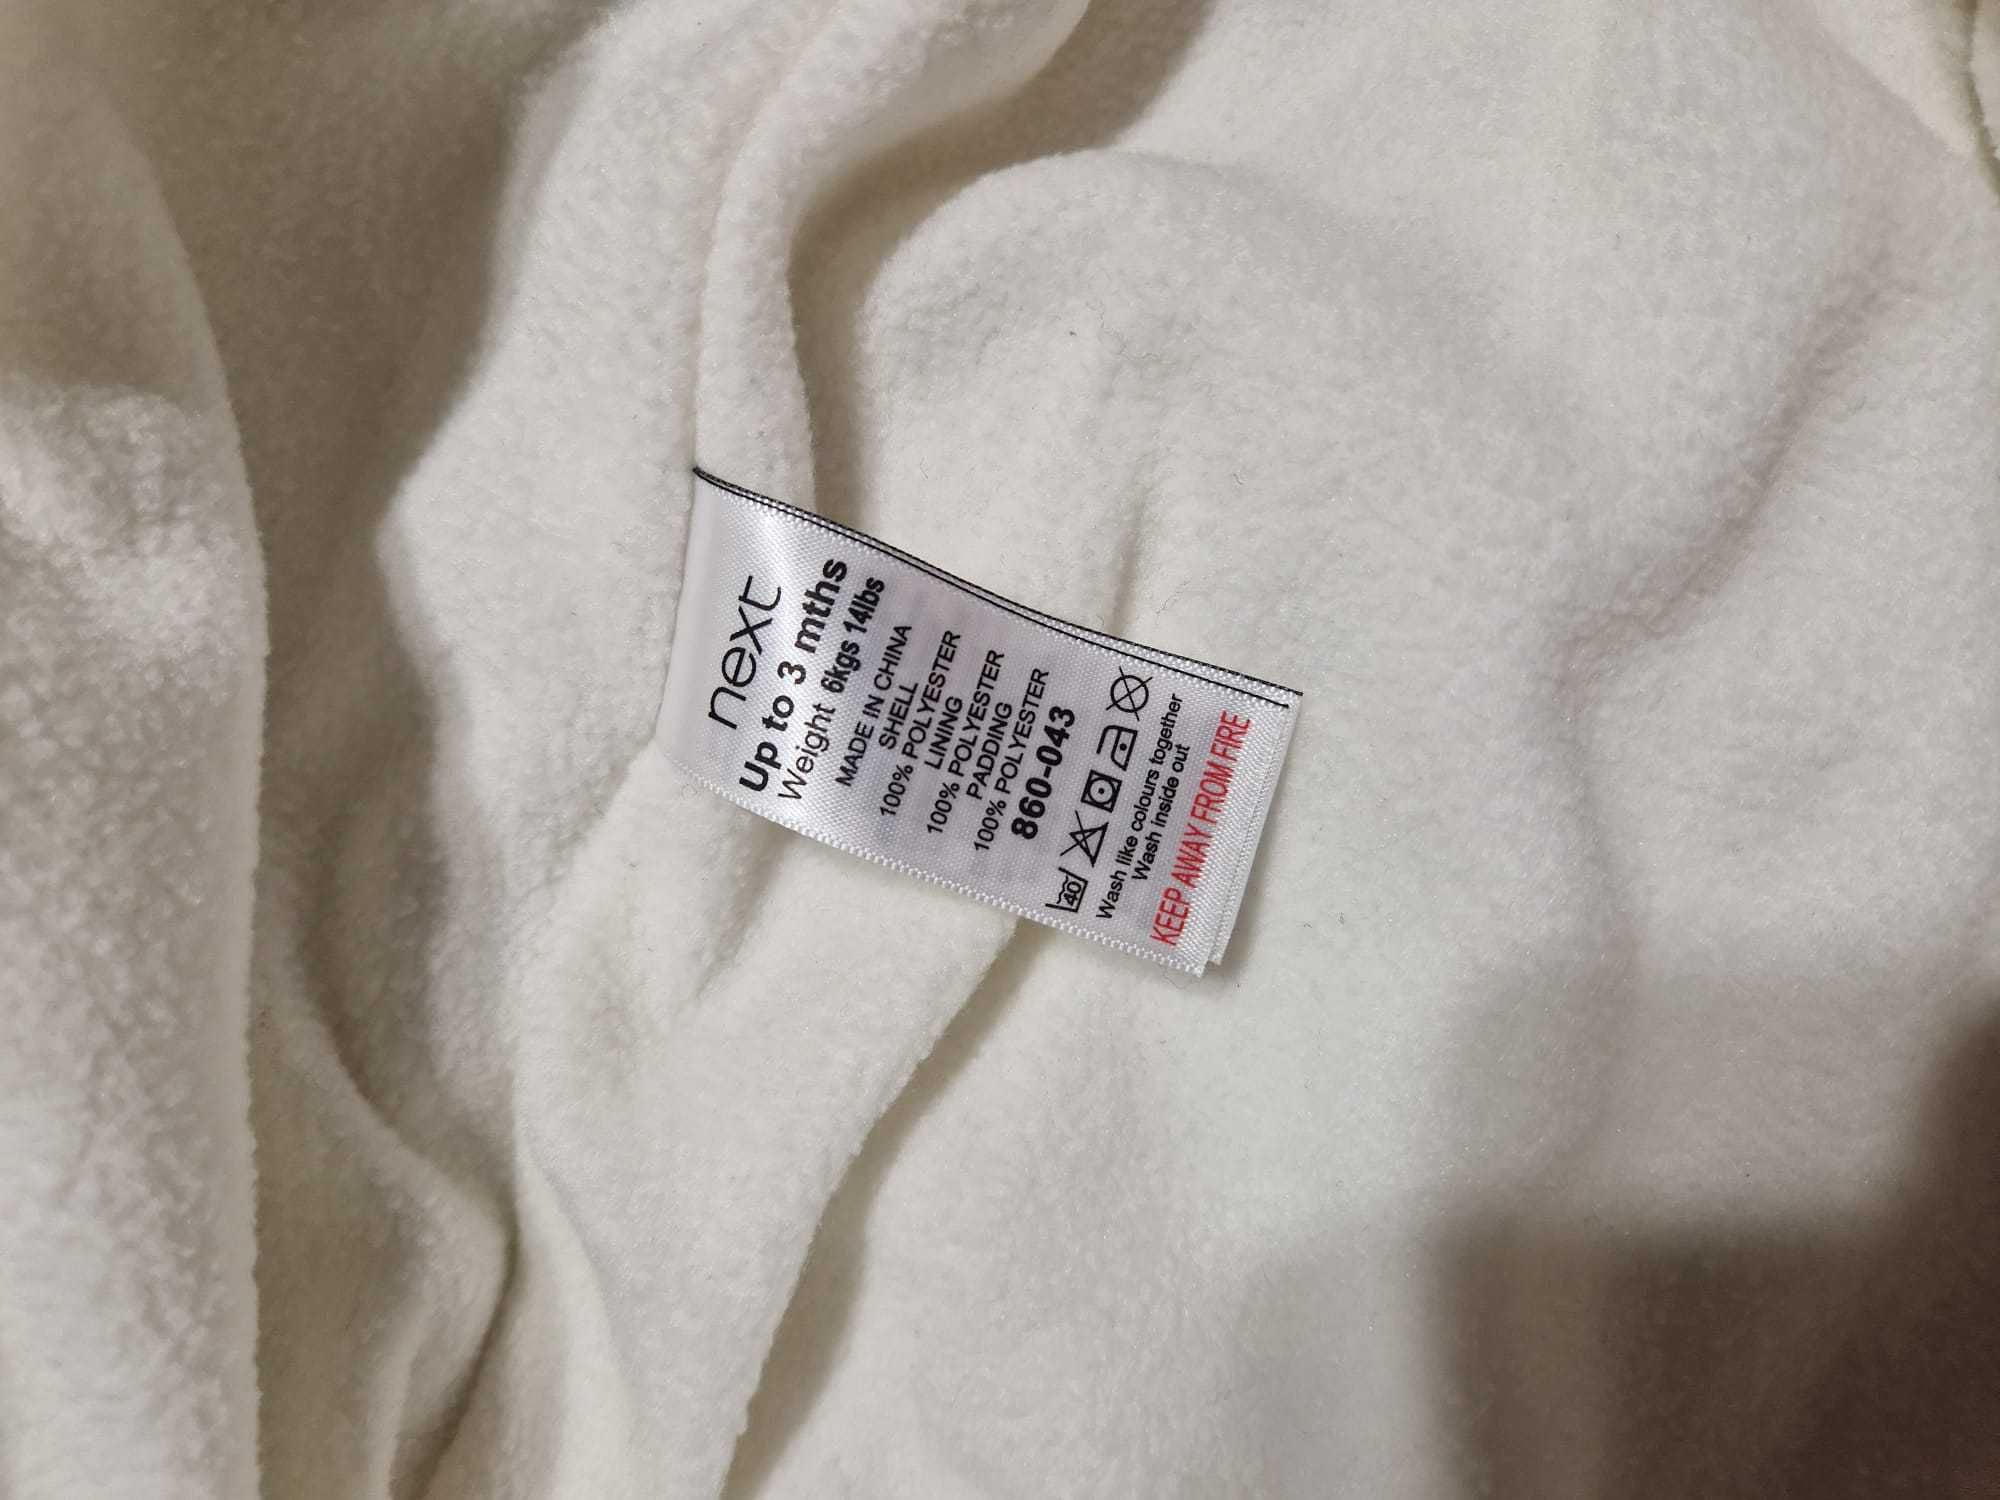 next
Up to 3 mths
Weight 6kgs 14lbs
MADE IN CHINA
SHELL
100% POLYESTER
LINING
100% POLYESTER
PADDING
100% POLYESTER
860-043
40
Wash like colours together
Wash inside out
KEEP AWAY FROM FIRE